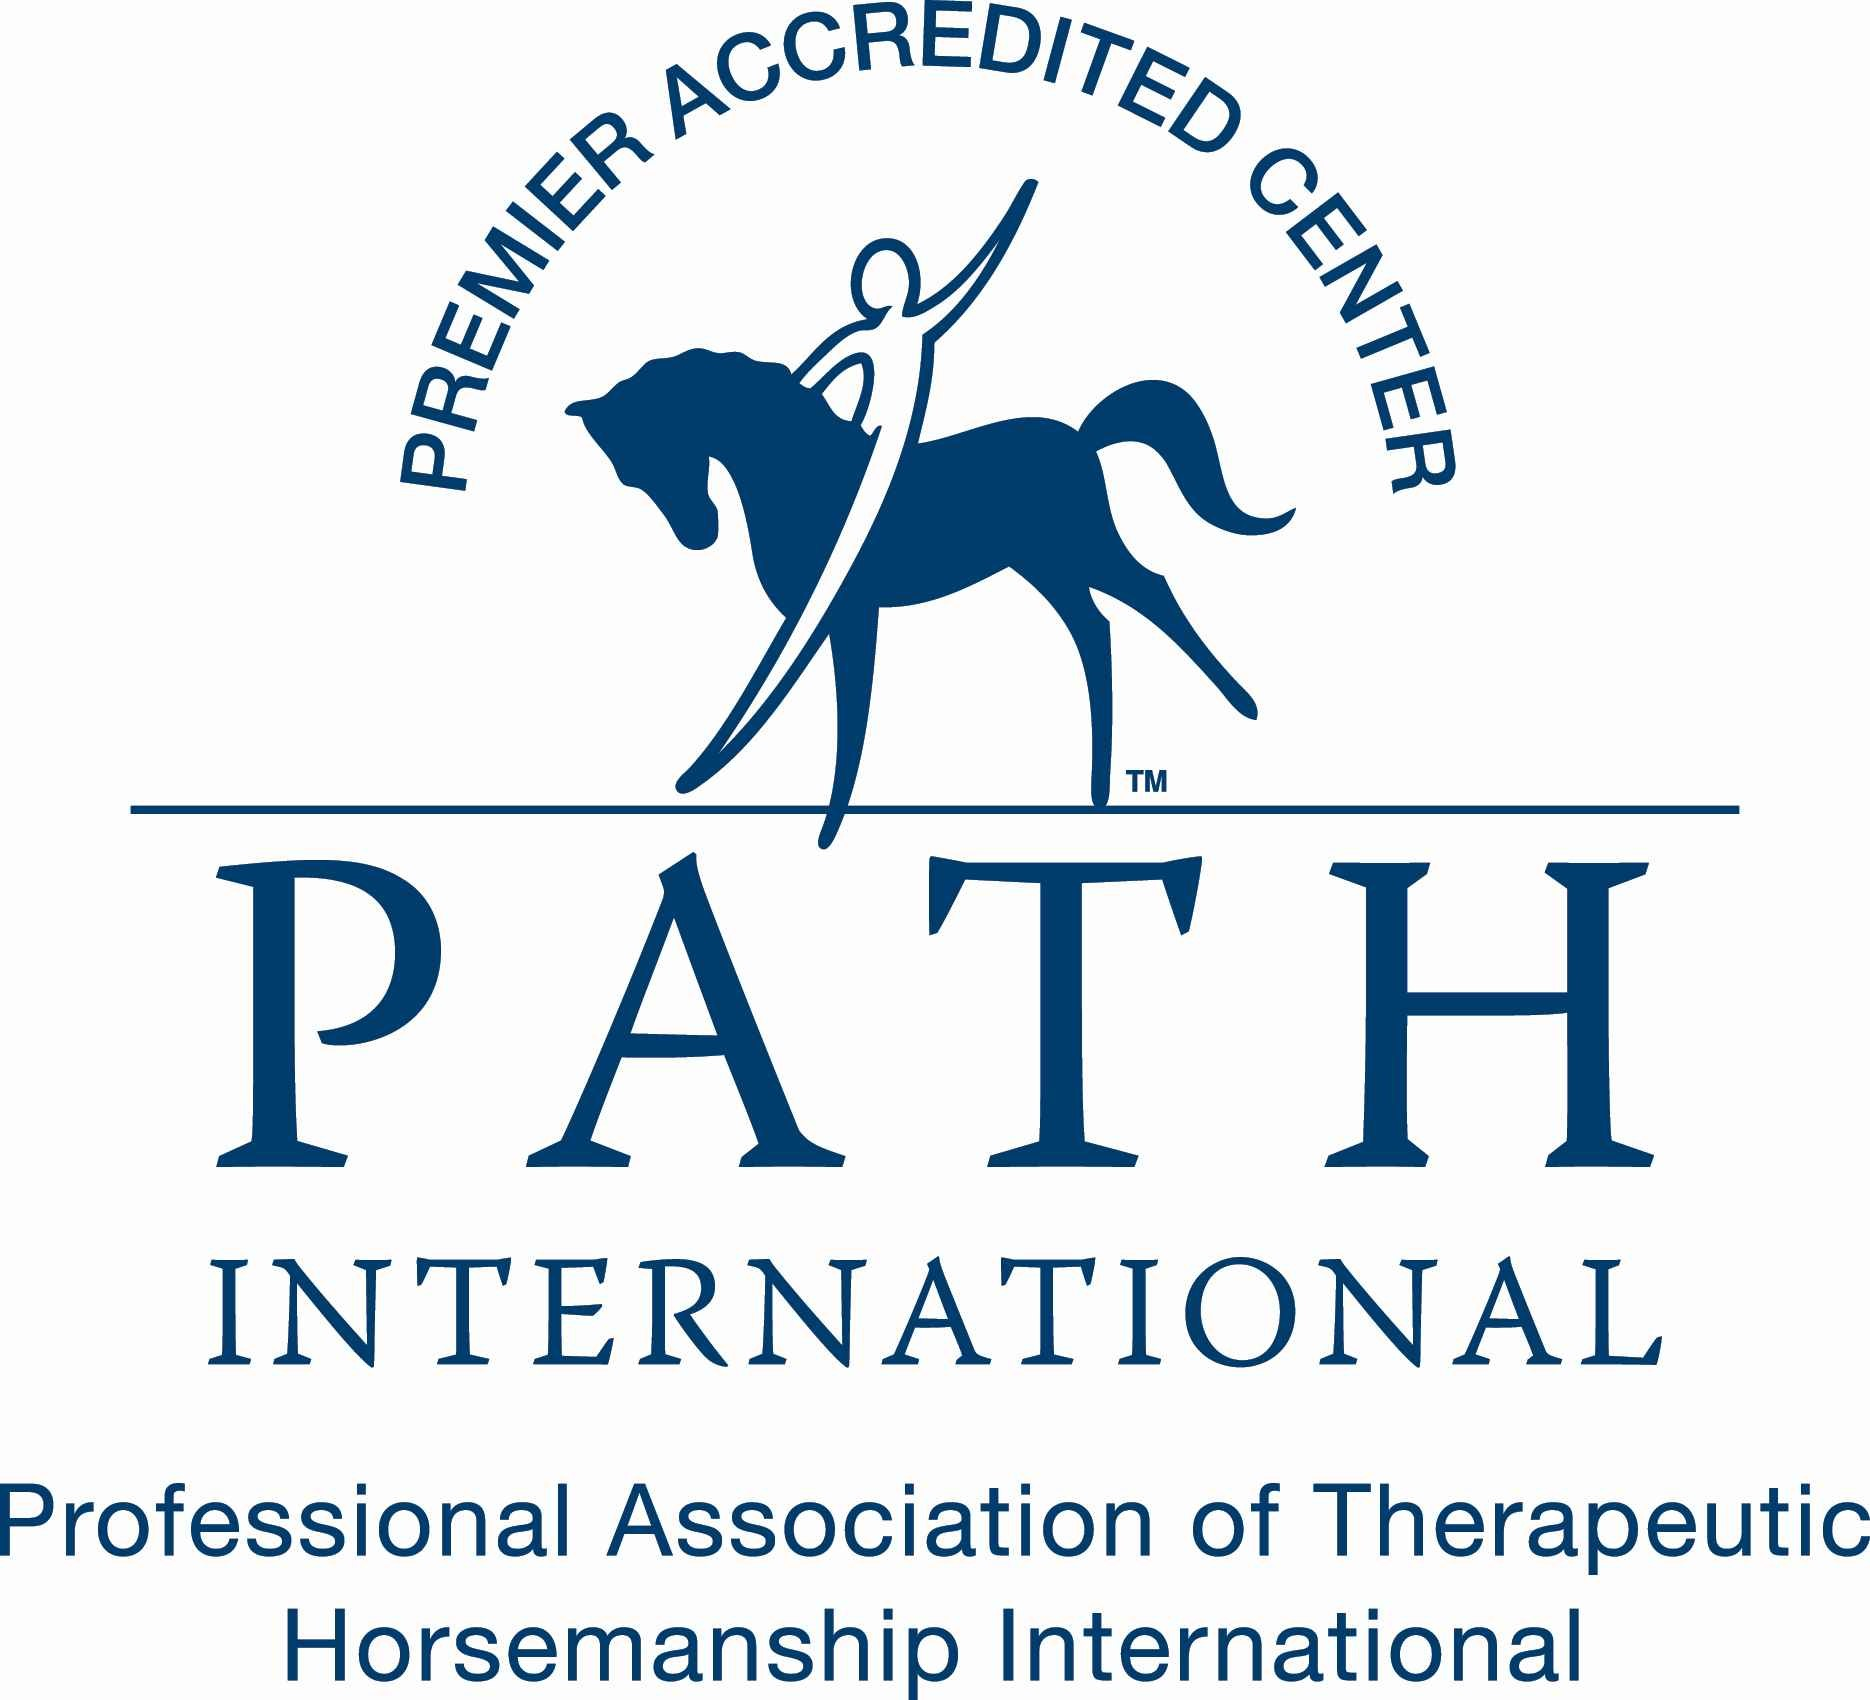 PREMIER ACCREDITED CENTER
TM
PATH
INTERNATIONAL
Professional Association of Therapeutic
Horsemanship International